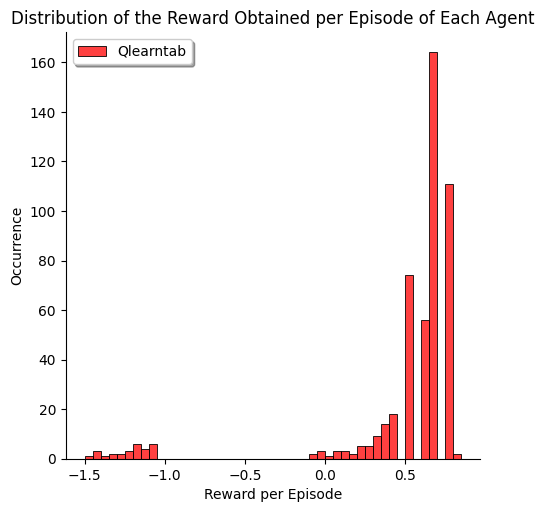 Distribution of the Reward Obtained per Episode of Each Agent
Qlearntab
160
140
120
100
80
60
40
20
0
Occurrence
−1.5 −1.0 −0.5 0.0 0.5
Reward per Episode